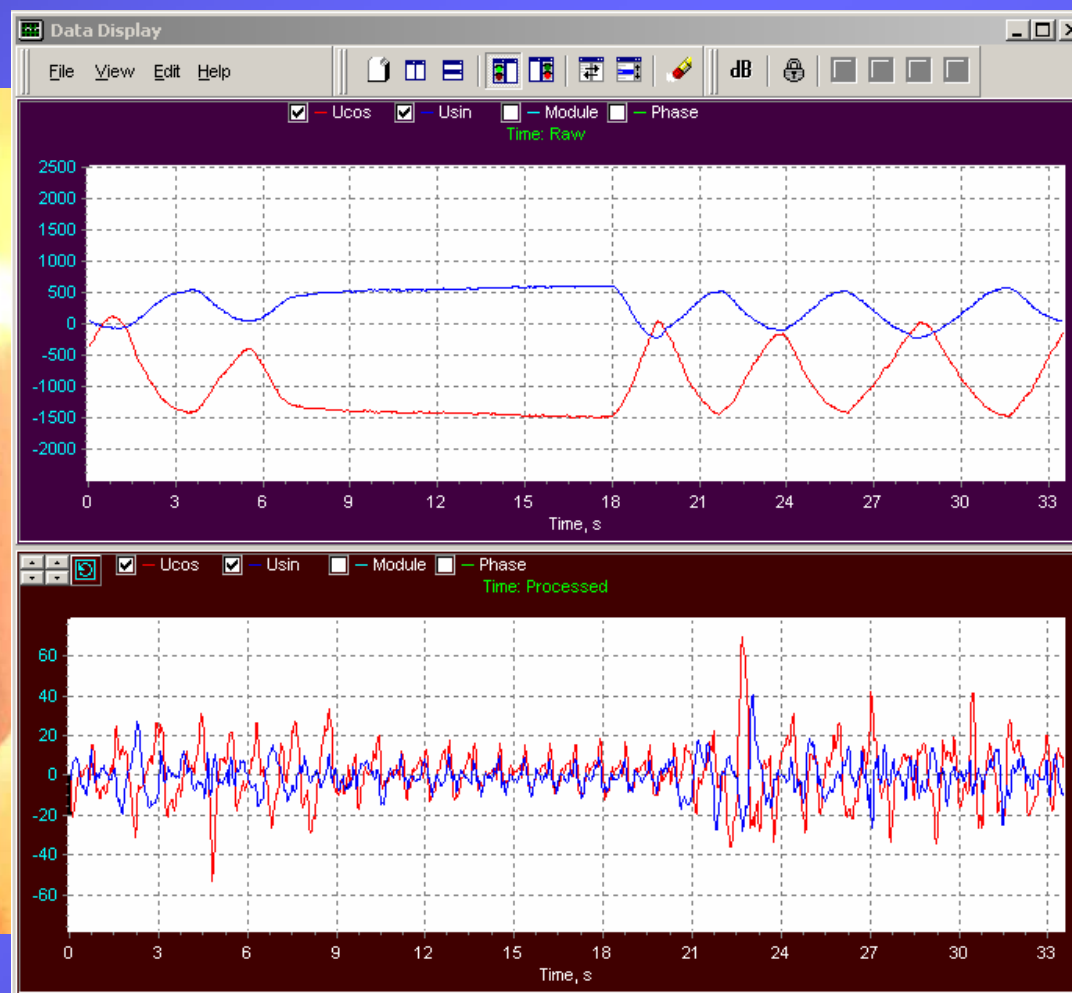 Data Display
File View Edit Help dB
Ucos Usin Module Phase
Time: Raw
2500
2000
1500
1000
500
0
-500
-1000
-1500
-2000
0 3 6 9 12 15 18 21 24 27 30 33
Time, s
Ucos Usin Module Phase
Time: Processed
60
40
20
0
-20
-40
-60
0 3 6 9 12 15 18 21 24 27 30 33
Time, s